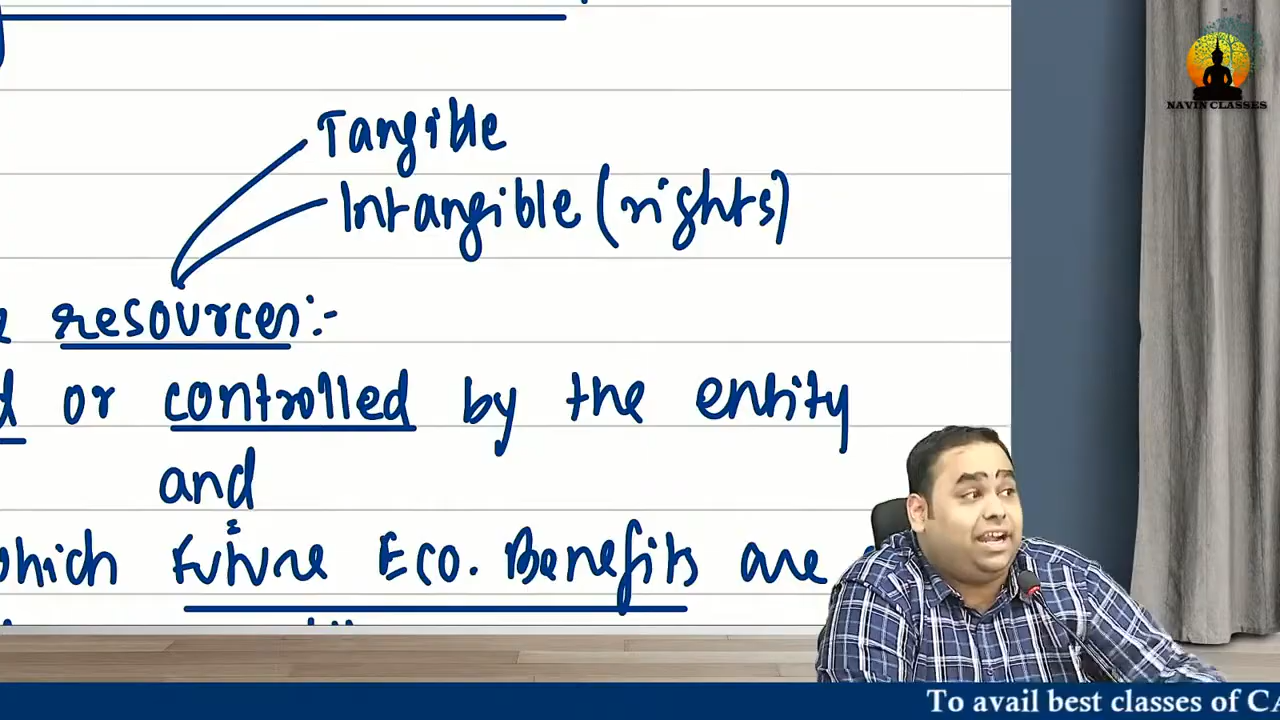 NAVIN CLASSES
Tangible
Intangible (rights)
resources:-
or controlled by the entity
and
which future Eco. Benefits are
To avail best classes of CA